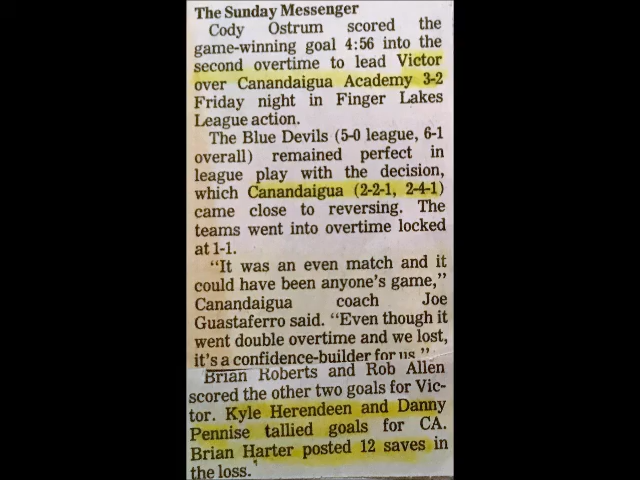 The Sunday Messenger
Cody Ostrum scored the
game-winning goal 4:56 into the
second overtime to lead Victor
over Canandaigua Academy 3-2
Friday night in Finger Lakes
League action.
The Blue Devils (5-0 league, 6-1
overall) remained perfect in
league play with the decision,
which Canandaigua (2-2-1, 2-4-1)
came close to reversing. The
teams went into overtime locked
at 1-1.
“It was an even match and it
could have been anyone’s game,”
Canandaigua coach Joe
Guastaferro said. “Even though it
went double overtime and we lost,
it’s a confidence-builder for us.”
Brian Roberts and Rob Allen
scored the other two goals for Vic-
tor. Kyle Herendeen and Danny
Pennise tallied goals for CA.
Brian Harter posted 12 saves in
the loss.